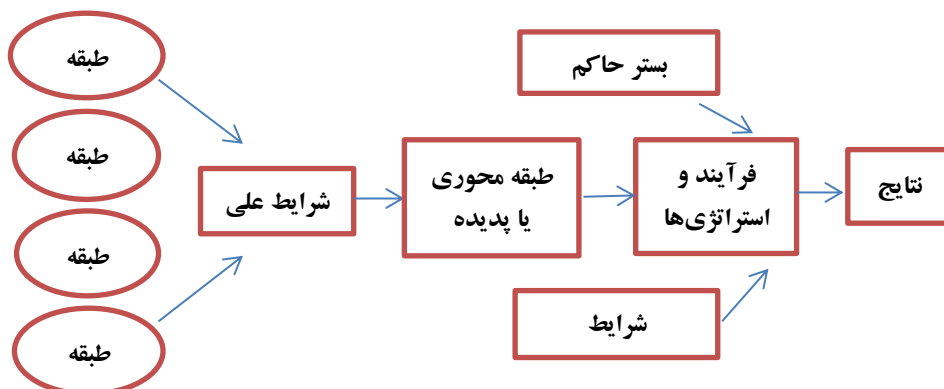 طبقه
طبقه
طبقه
طبقه
شرایط علی
طبقه محوری
یا پدیده
بستر حاکم
فرآیند و
استراتژی‌ها
شرایط
نتایج